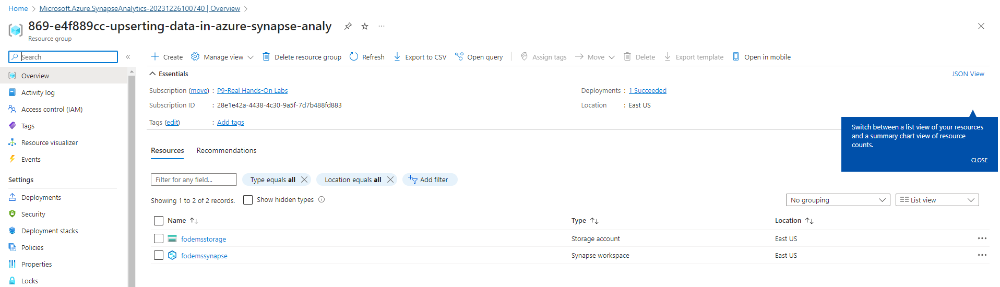 Home > Microsoft.Azure.SynapseAnalytics-20231226100740 | Overview >
869-e4f889cc-upserting-data-in-azure-synapse-analy ...
Resource group
Search «
Create Manage view Delete resource group Refresh Export to CSV Open query Assign tags Move Delete Export template Open in mobile
Overview
Activity log
Access control (IAM)
Tags
Resource visualizer
Events
Settings
Deployments
Security
Deployment stacks
Policies
Properties
Locks
Essentials JSON View
Subscription (move) : P9-Real Hands-On Labs Deployments : 1 Succeeded
Subscription ID : 28e1e42a-4438-4c30-9a5f-7d7b488fd883 Location : East US
Tags (edit) : Add tags
Switch between a list view of your resources
and a summary chart view of resource
counts.
CLOSE
Resources Recommendations
Filter for any field... Type equals all Location equals all Add filter
Showing 1 to 2 of 2 records. Show hidden types No grouping List view
Name Type Location
fodemsstorage Storage account East US
fodemssynapse Synapse workspace East US